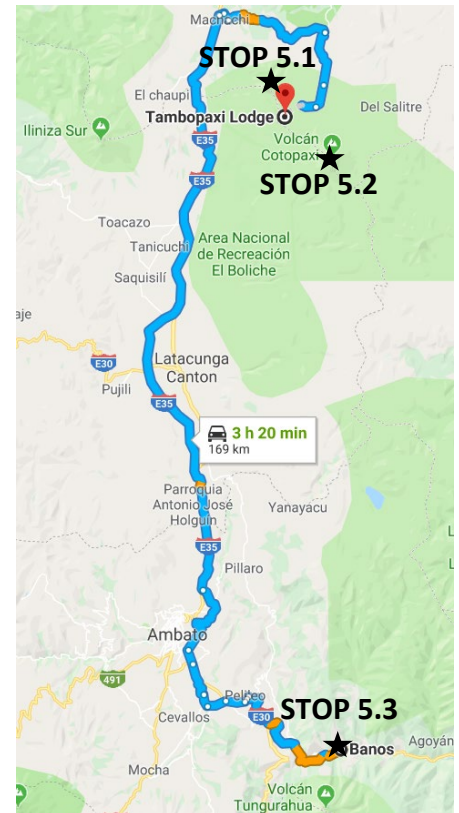 Machachi
STOP 5.1
El chaupi
Tambopaxi Lodge
Del Salitre
Iliniza Sur
Volcán
Cotopaxi
E35
STOP 5.2
E35
Toacazo
Tanicuchí
Area Nacional
de Recreación
El Boliche
Saquisilí
aje
E30
Latacunga
Canton
Pujili
E35
3 h 20 min
169 km
Parroquia
Antonio José
Holguín
Yanayacu
E35
Pillaro
Ambato
491
Pelileo
STOP 5.3
E30
Cevallos
Banos
Agoyán
Mocha
Volcán
Tungurahua